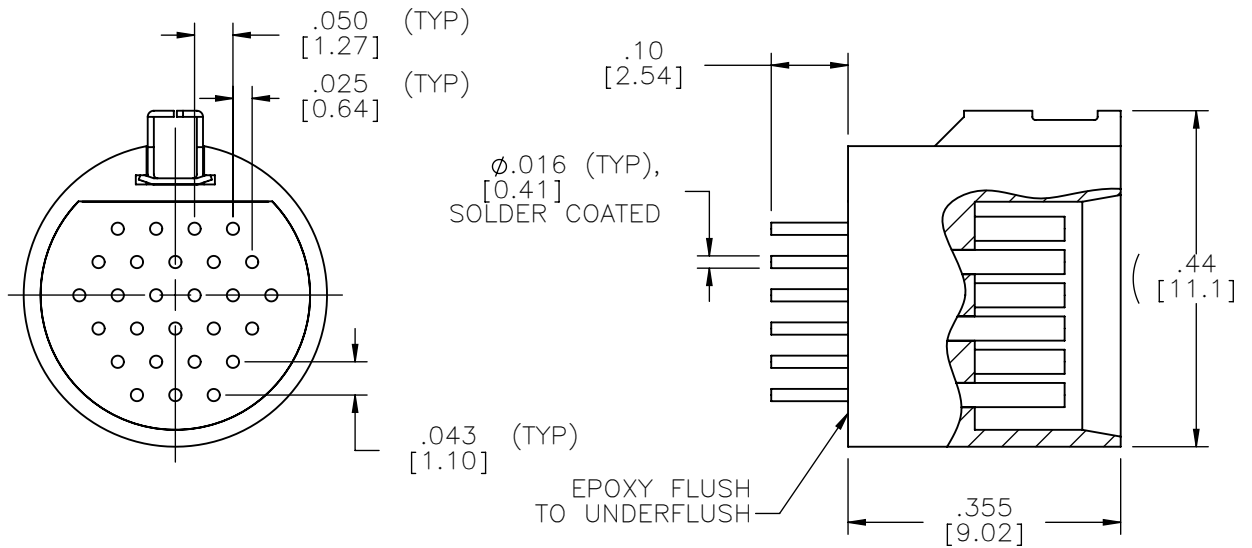 .050 (TYP)
[1.27]
.025 (TYP)
[0.64]
.043 (TYP)
[1.10]
.10
[2.54]
⌀.016 (TYP),
[0.41]
SOLDER COATED
( .44
[11.1]
EPOXY FLUSH
TO UNDERFLUSH
.355
[9.02]